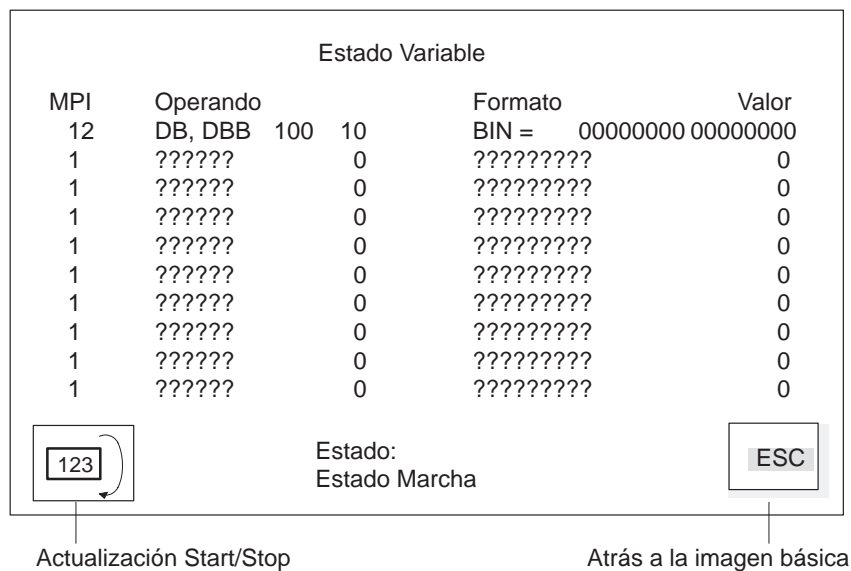 Estado Variable
MPI Operando Formato Valor
12 DB, DBB 100 10 BIN = 00000000 00000000
1 ?????? 0 ????????? 0
1 ?????? 0 ????????? 0
1 ?????? 0 ????????? 0
1 ?????? 0 ????????? 0
1 ?????? 0 ????????? 0
1 ?????? 0 ????????? 0
1 ?????? 0 ????????? 0
1 ?????? 0 ????????? 0
1 ?????? 0 ????????? 0
123 Estado: ESC
Estado Marcha
Actualización Start/Stop Atrás a la imagen básica